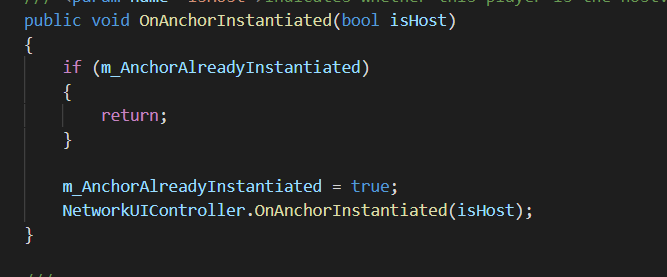 /// <param name="isHost">Indicates whether this player is the host.
public void OnAnchorInstantiated(bool isHost)
{
if (m_AnchorAlreadyInstantiated)
{
return;
}
m_AnchorAlreadyInstantiated = true;
NetworkUIController.OnAnchorInstantiated(isHost);
}
///